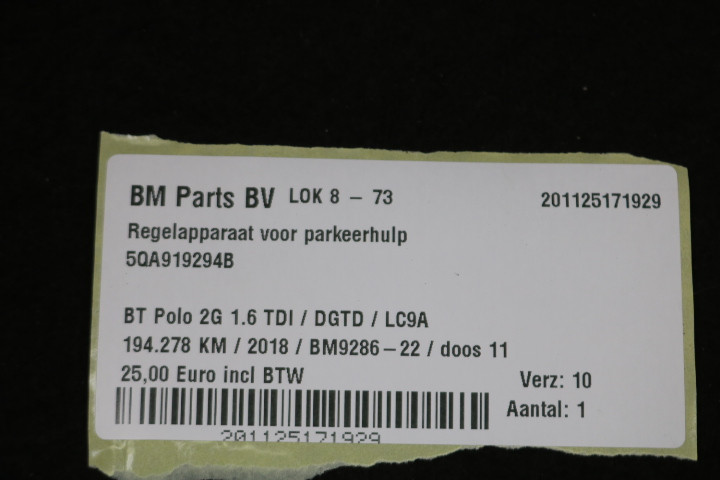 BM Parts BV LOK 8 – 73 201125171929
Regelapparaat voor parkeerhulp
5QA919294B
BT Polo 2G 1.6 TDI / DGTD / LC9A
194.278 KM / 2018 / BM9286–22 / doos 11
25,00 Euro incl BTW Verz: 10
Aantal: 1
201125171929